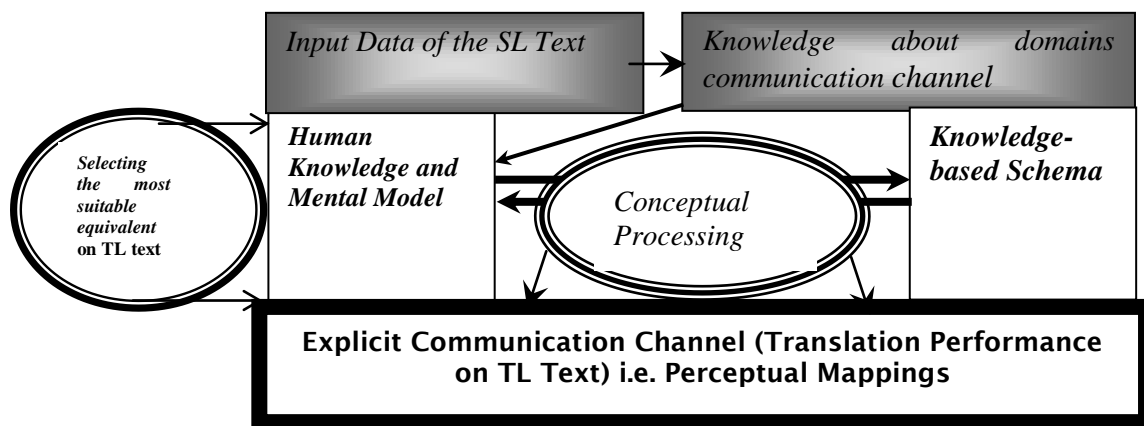 Input Data of the SL Text
Knowledge about domains
communication channel
Selecting
the most
suitable
equivalent
on TL text
Human
Knowledge and
Mental Model
Conceptual
Processing
Knowledge-
based Schema
Explicit Communication Channel (Translation Performance
on TL Text) i.e. Perceptual Mappings